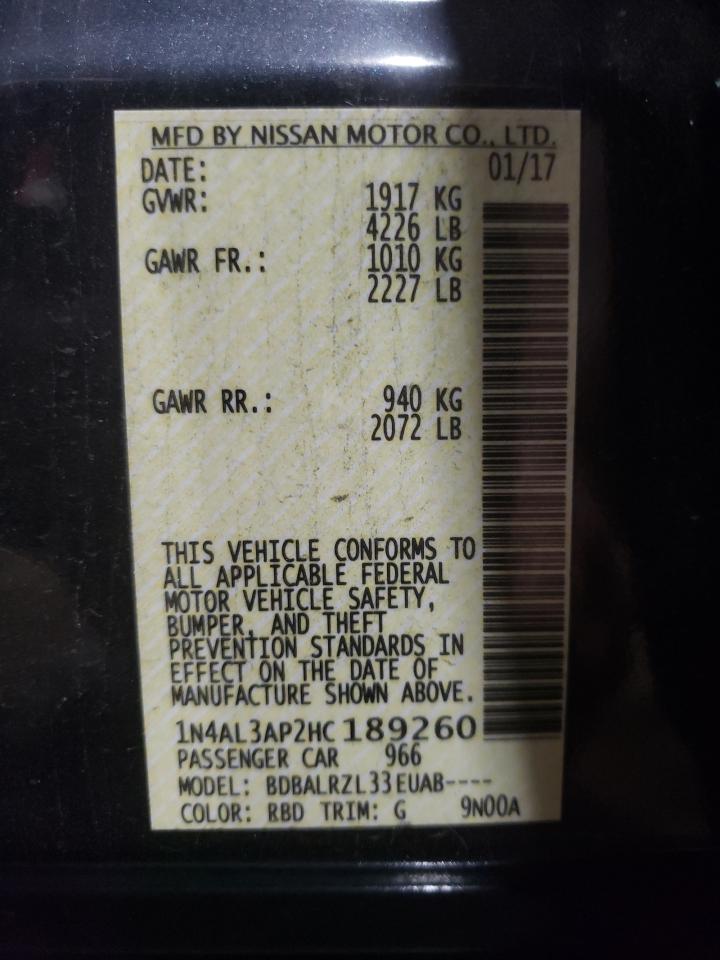 MFD BY NISSAN MOTOR CO., LTD.
DATE: 01/17
GVWR: 1917 KG
4226 LB
GAWR FR.: 1010 KG
2227 LB
GAWR RR.: 940 KG
2072 LB
THIS VEHICLE CONFORMS TO
ALL APPLICABLE FEDERAL
MOTOR VEHICLE SAFETY,
BUMPER, AND THEFT
PREVENTION STANDARDS IN
EFFECT ON THE DATE OF
MANUFACTURE SHOWN ABOVE.
1N4AL3AP2HC189260
PASSENGER CAR 966
MODEL: BDBALRZL33EUAB----
COLOR: RBD TRIM: G 9N00A